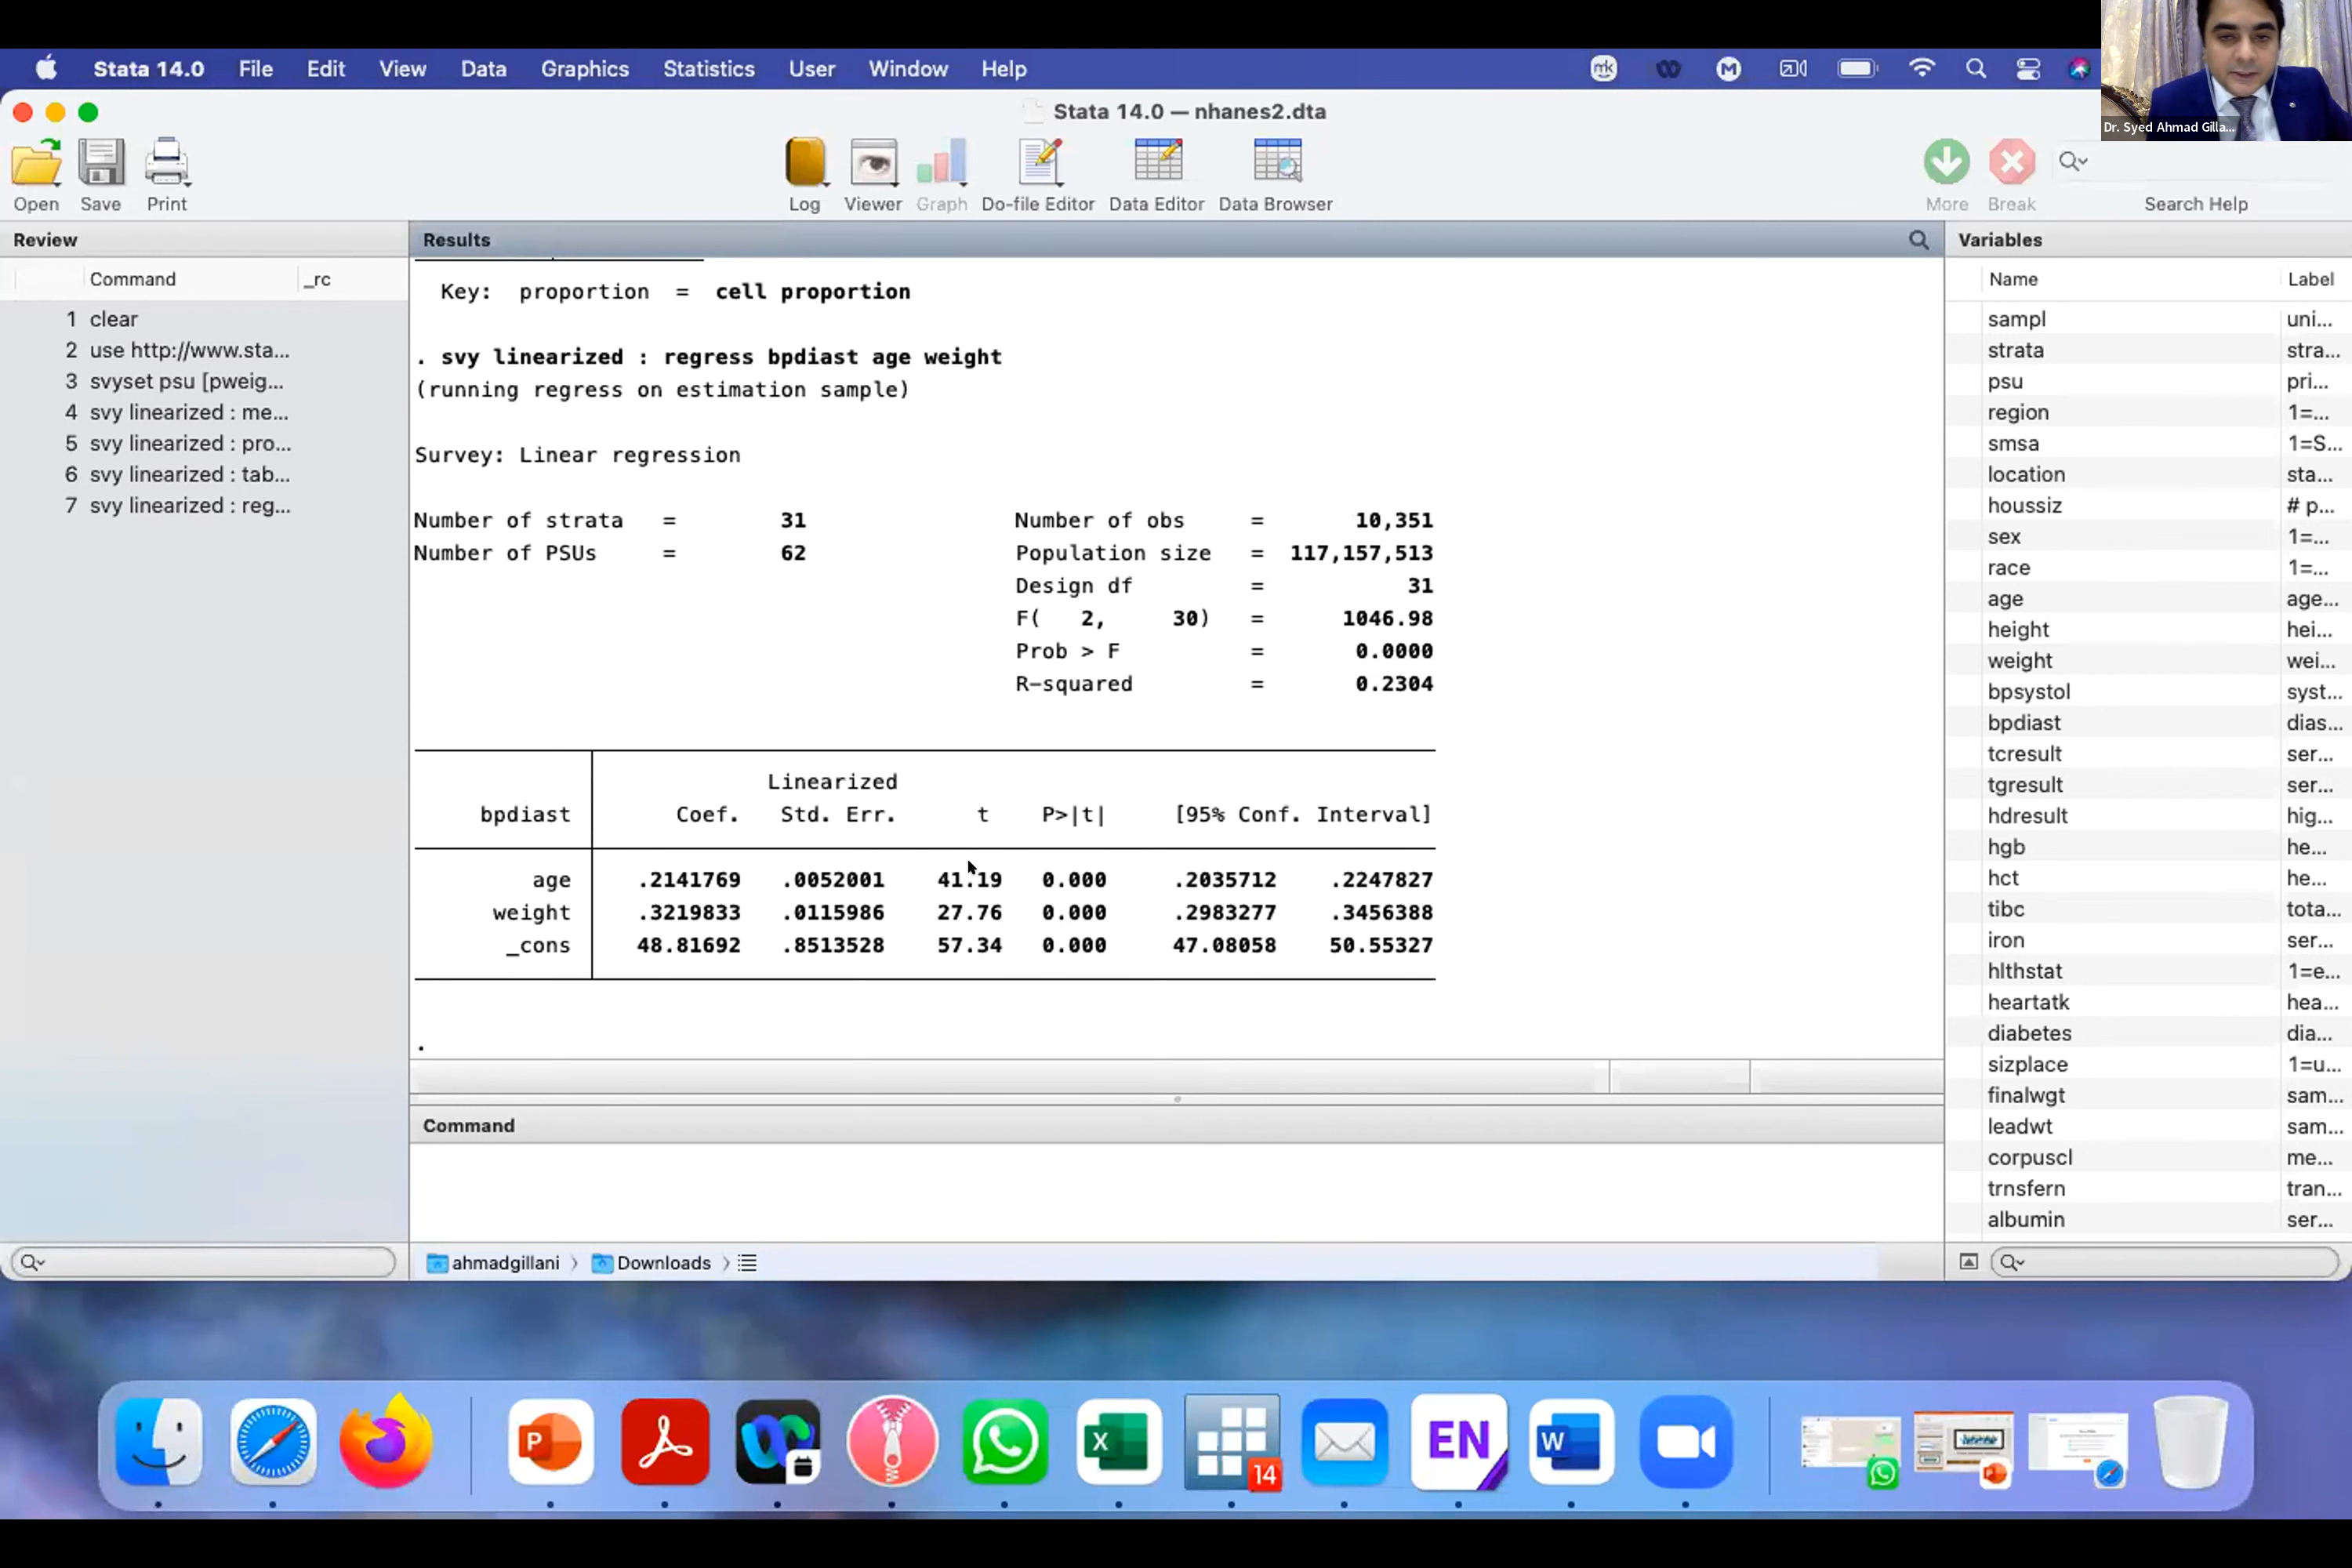 Stata 14.0 File Edit View Data Graphics Statistics User Window Help
Dr. Syed Ahmad Gilla...
Stata 14.0 — nhanes2.dta
Open Save Print Log Viewer Graph Do-file Editor Data Editor Data Browser More Break Search Help
Review
Command _rc
1 clear
2 use http://www.sta...
3 svyset psu [pweig...
4 svy linearized : me...
5 svy linearized : pro...
6 svy linearized : tab...
7 svy linearized : reg...
Results
Key: proportion = cell proportion
. svy linearized : regress bpdiast age weight
(running regress on estimation sample)
Survey: Linear regression
Number of strata = 31 Number of obs = 10,351
Number of PSUs = 62 Population size = 117,157,513
Design df = 31
F( 2, 30) = 1046.98
Prob > F = 0.0000
R-squared = 0.2304
Linearized
bpdiast Coef. Std. Err. t P>|t| [95% Conf. Interval]
age .2141769 .0052001 41.19 0.000 .2035712 .2247827
weight .3219833 .0115986 27.76 0.000 .2983277 .3456388
_cons 48.81692 .8513528 57.34 0.000 47.08058 50.55327
.
Command
ahmadgillani Downloads
Variables
Name Label
sampl uni...
strata stra...
psu pri...
region 1=...
smsa 1=S...
location sta...
houssiz # p...
sex 1=...
race 1=...
age age...
height hei...
weight wei...
bpsystol syst...
bpdiast dias...
tcresult ser...
tgresult ser...
hdresult hig...
hgb he...
hct he...
tibc tota...
iron ser...
hlthstat 1=e...
heartatk hea...
diabetes dia...
sizplace 1=u...
finalwgt sam...
leadwt sam...
corpuscl me...
trnsfern tran...
albumin ser...
P X 14 EN W